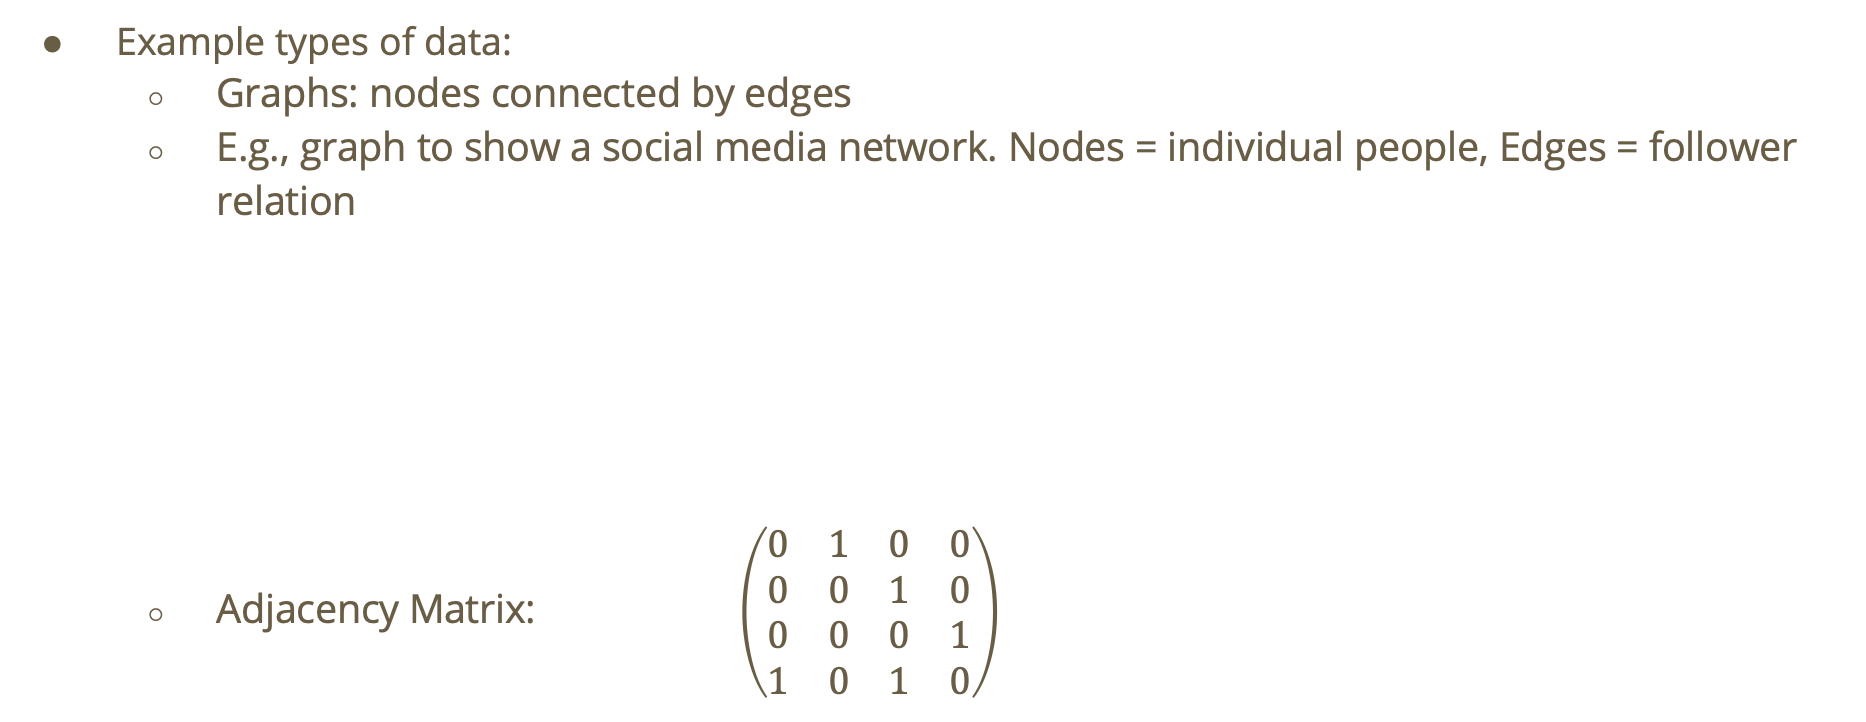 ● Example types of data:
○ Graphs: nodes connected by edges
○ E.g., graph to show a social media network. Nodes = individual people, Edges = follower
relation
○ Adjacency Matrix:
0 1 0 0
0 0 1 0
0 0 0 1
1 0 1 0